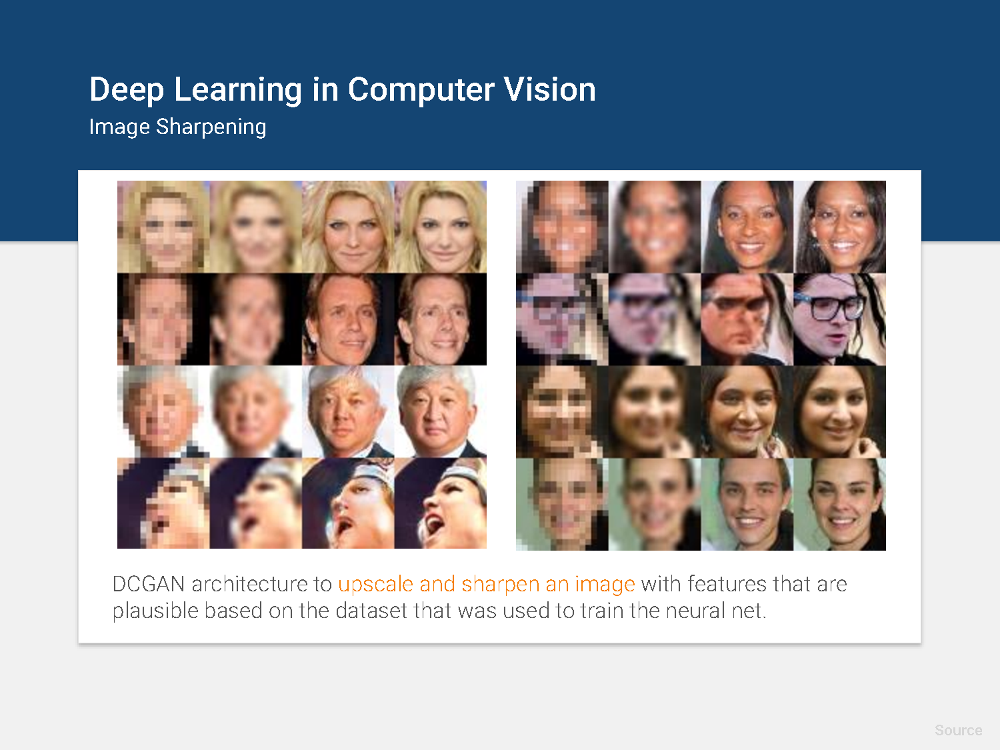 Deep Learning in Computer Vision
Image Sharpening
DCGAN architecture to upscale and sharpen an image with features that are
plausible based on the dataset that was used to train the neural net.
Source